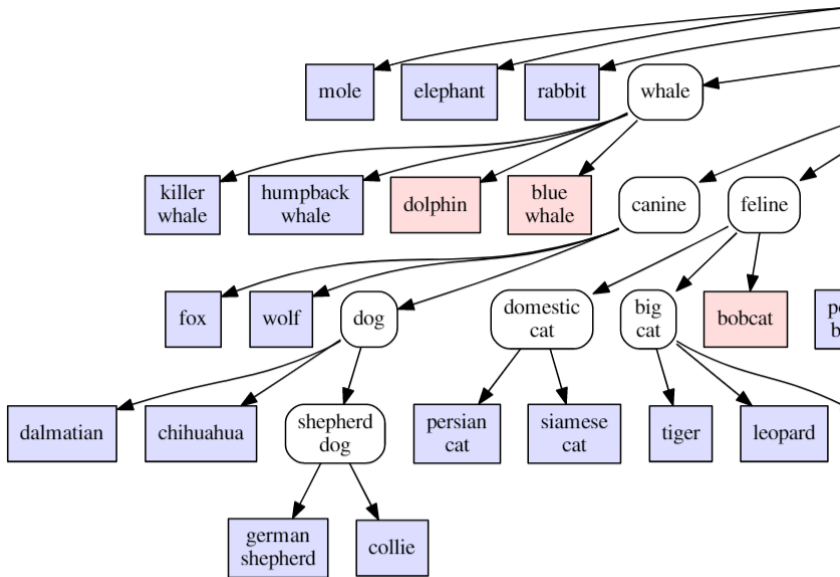 mole
elephant
rabbit
whale
killer
whale
humpback
whale
dolphin
blue
whale
canine
feline
fox
wolf
dog
domestic
cat
big
cat
bobcat
dalmatian
chihuahua
shepherd
dog
persian
cat
siamese
cat
tiger
leopard
german
shepherd
collie